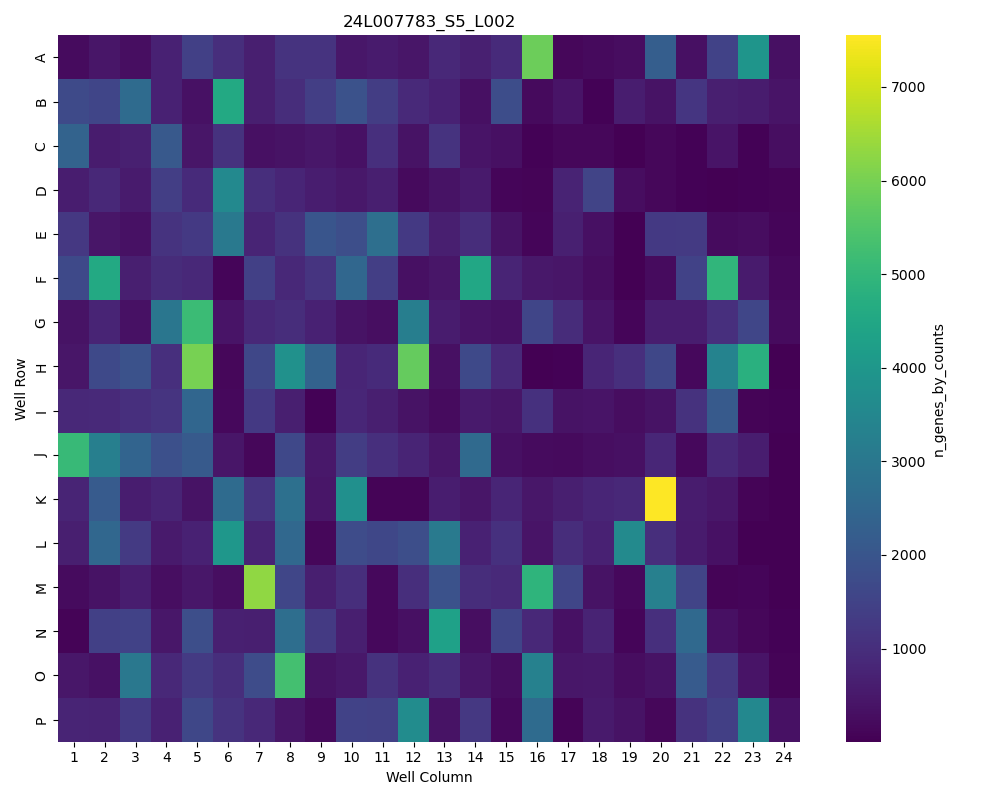 24L007783_S5_L002
A
B
C
D
E
F
G
H
I
J
K
L
M
N
O
P
Well Row
1 2 3 4 5 6 7 8 9 10 11 12 13 14 15 16 17 18 19 20 21 22 23 24
Well Column
7000
6000
5000
4000
3000
2000
1000
n_genes_by_counts